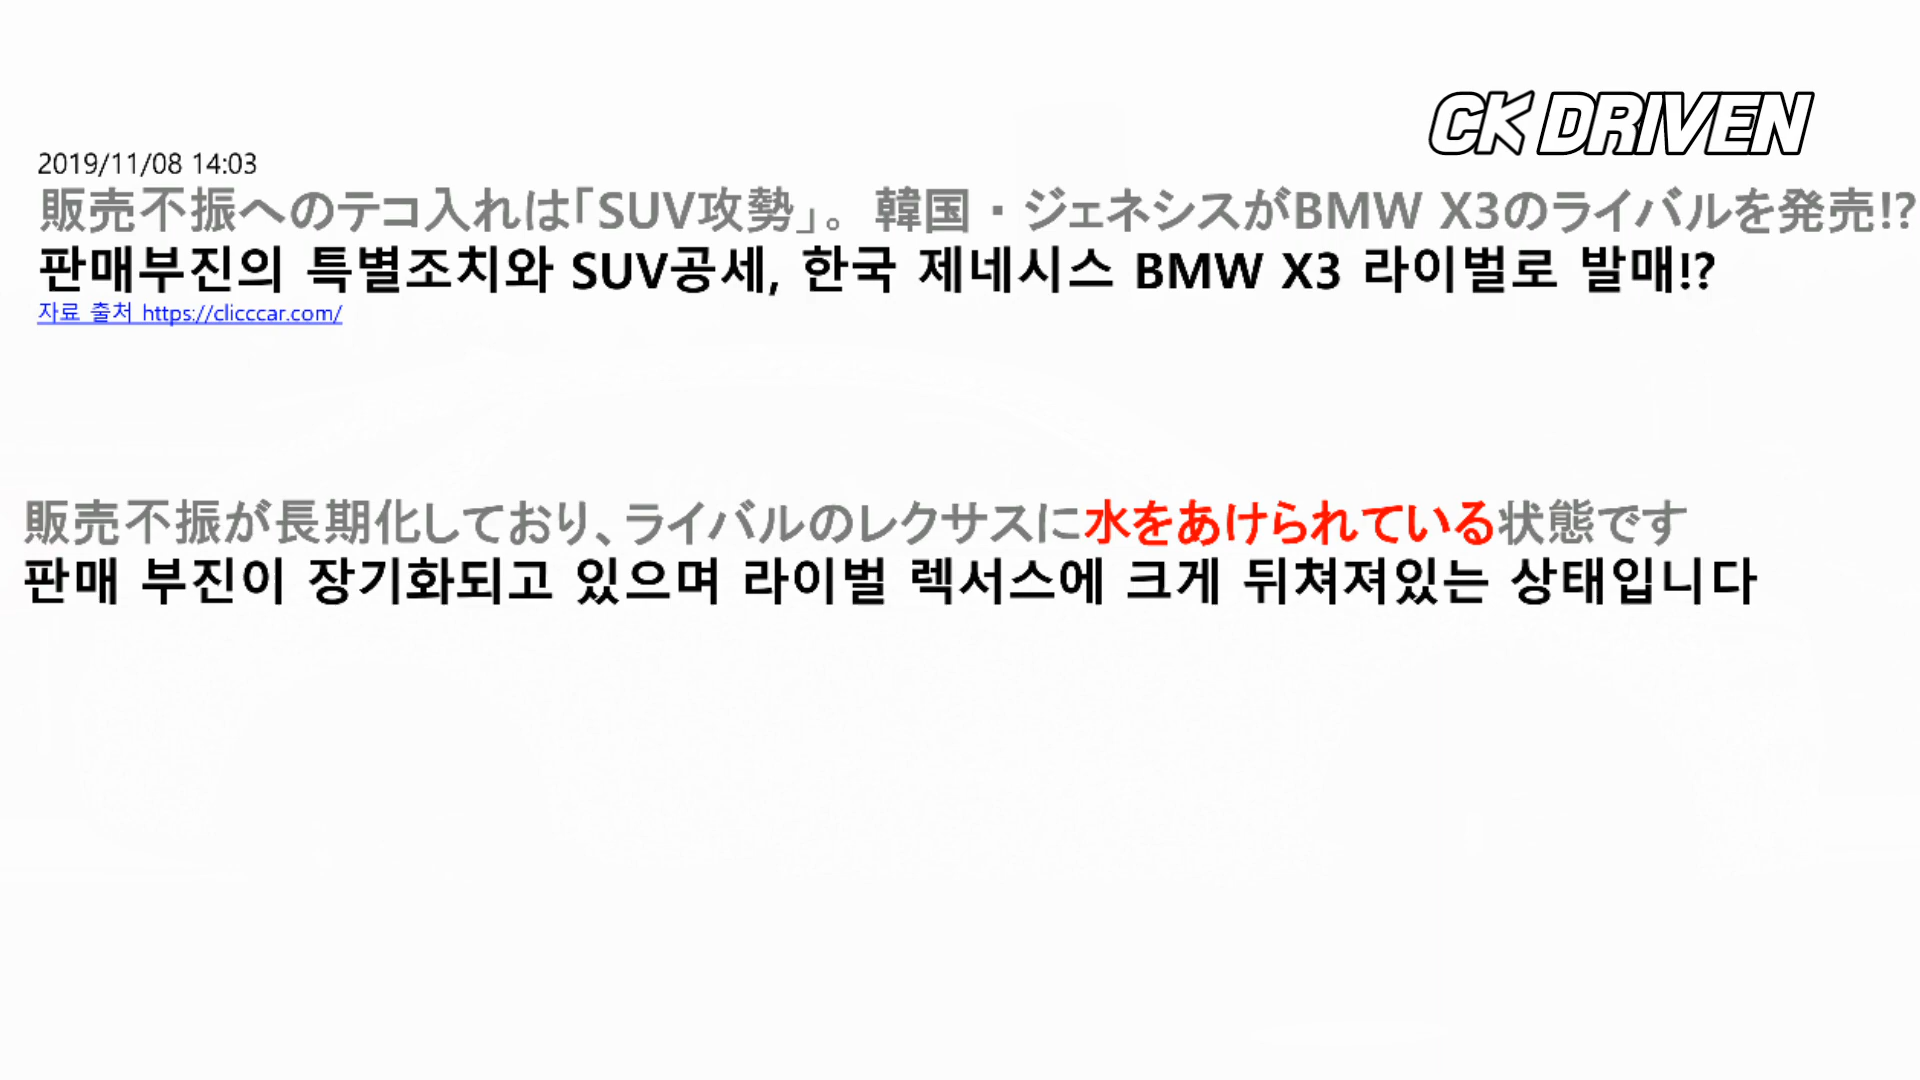 CK DRIVEN
2019/11/08 14:03
販売不振へのテコ入れは「SUV攻勢」。韓国・ジェネシスがBMW X3のライバルを発売!?
판매부진의 특별조치와 SUV공세, 한국 제네시스 BMW X3 라이벌로 발매!?
자료 출처 https://clicccar.com/
販売不振が長期化しており、ライバルのレクサスに水をあけられている状態です
판매 부진이 장기화되고 있으며 라이벌 렉서스에 크게 뒤쳐져있는 상태입니다